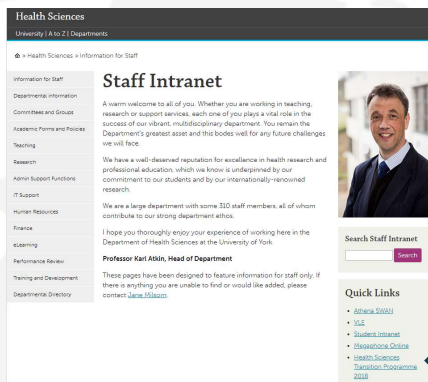 Health Sciences
University | A to Z | Departments
» Health Sciences » Information for Staff
Information for Staff
Departmental Information
Committees and Groups
Academic Forms and Policies
Teaching
Research
Admin Support Functions
IT Support
Human Resources
Finance
eLearning
Performance Review
Training and Development
Departmental Directory
Staff Intranet
A warm welcome to all of you. Whether you are working in teaching,
research or support services, each one of you plays a vital role in the
success of our vibrant, multidisciplinary department. You remain the
Department's greatest asset and this bodes well for any future challenges
we will face.
We have a well-deserved reputation for excellence in health research and
professional education, which we know is underpinned by our
commitment to our students and by our internationally-renowned
research.
We are a large department with some 310 staff members, all of whom
contribute to our strong department ethos.
I hope you thoroughly enjoy your experience of working here in the
Department of Health Sciences at the University of York.
Professor Karl Atkin, Head of Department
These pages have been designed to feature information for staff only. If
there is anything you are unable to find or would like added, please
contact Jane Milsom.
Search Staff Intranet
Search
Quick Links
Athena SWAN
VLE
Student Intranet
Megaphone Online
Health Sciences
Transition Programme
2016